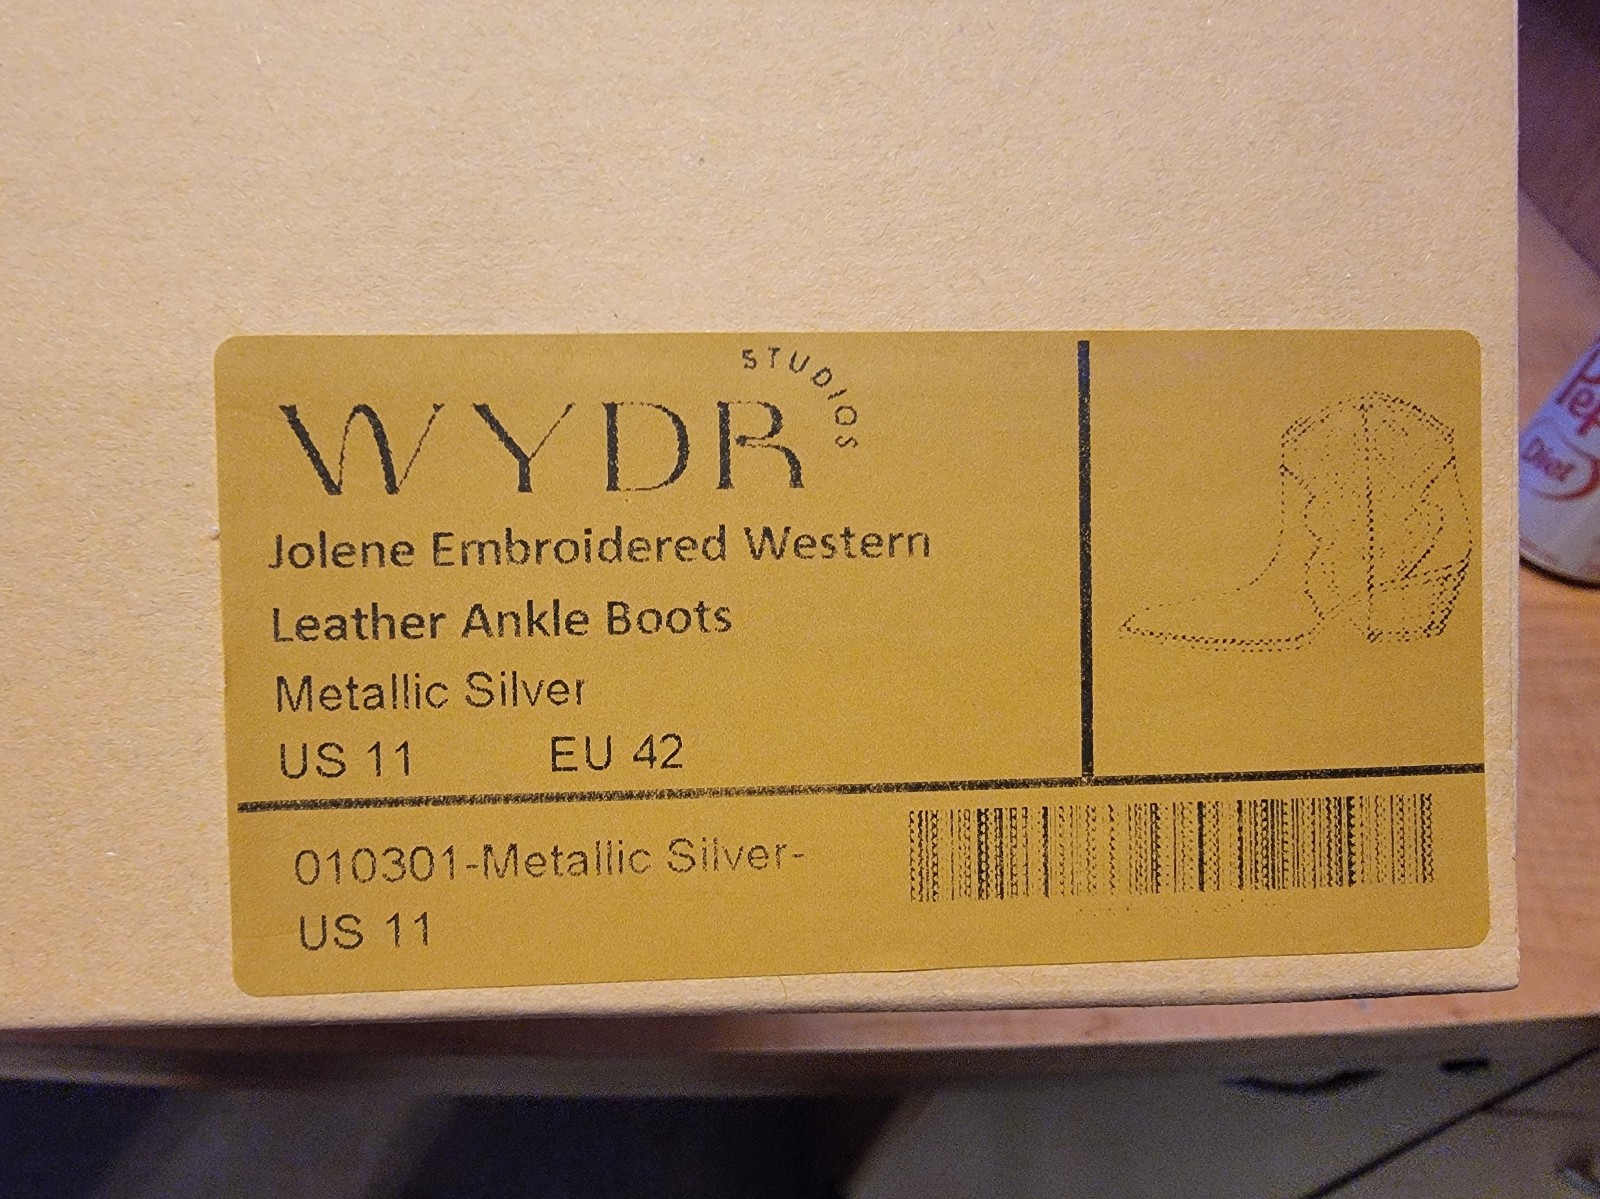 STUDIOS
WYDR
Jolene Embroidered Western
Leather Ankle Boots
Metallic Silver
US 11 EU 42
010301-Metallic Silver-
US 11
Diet